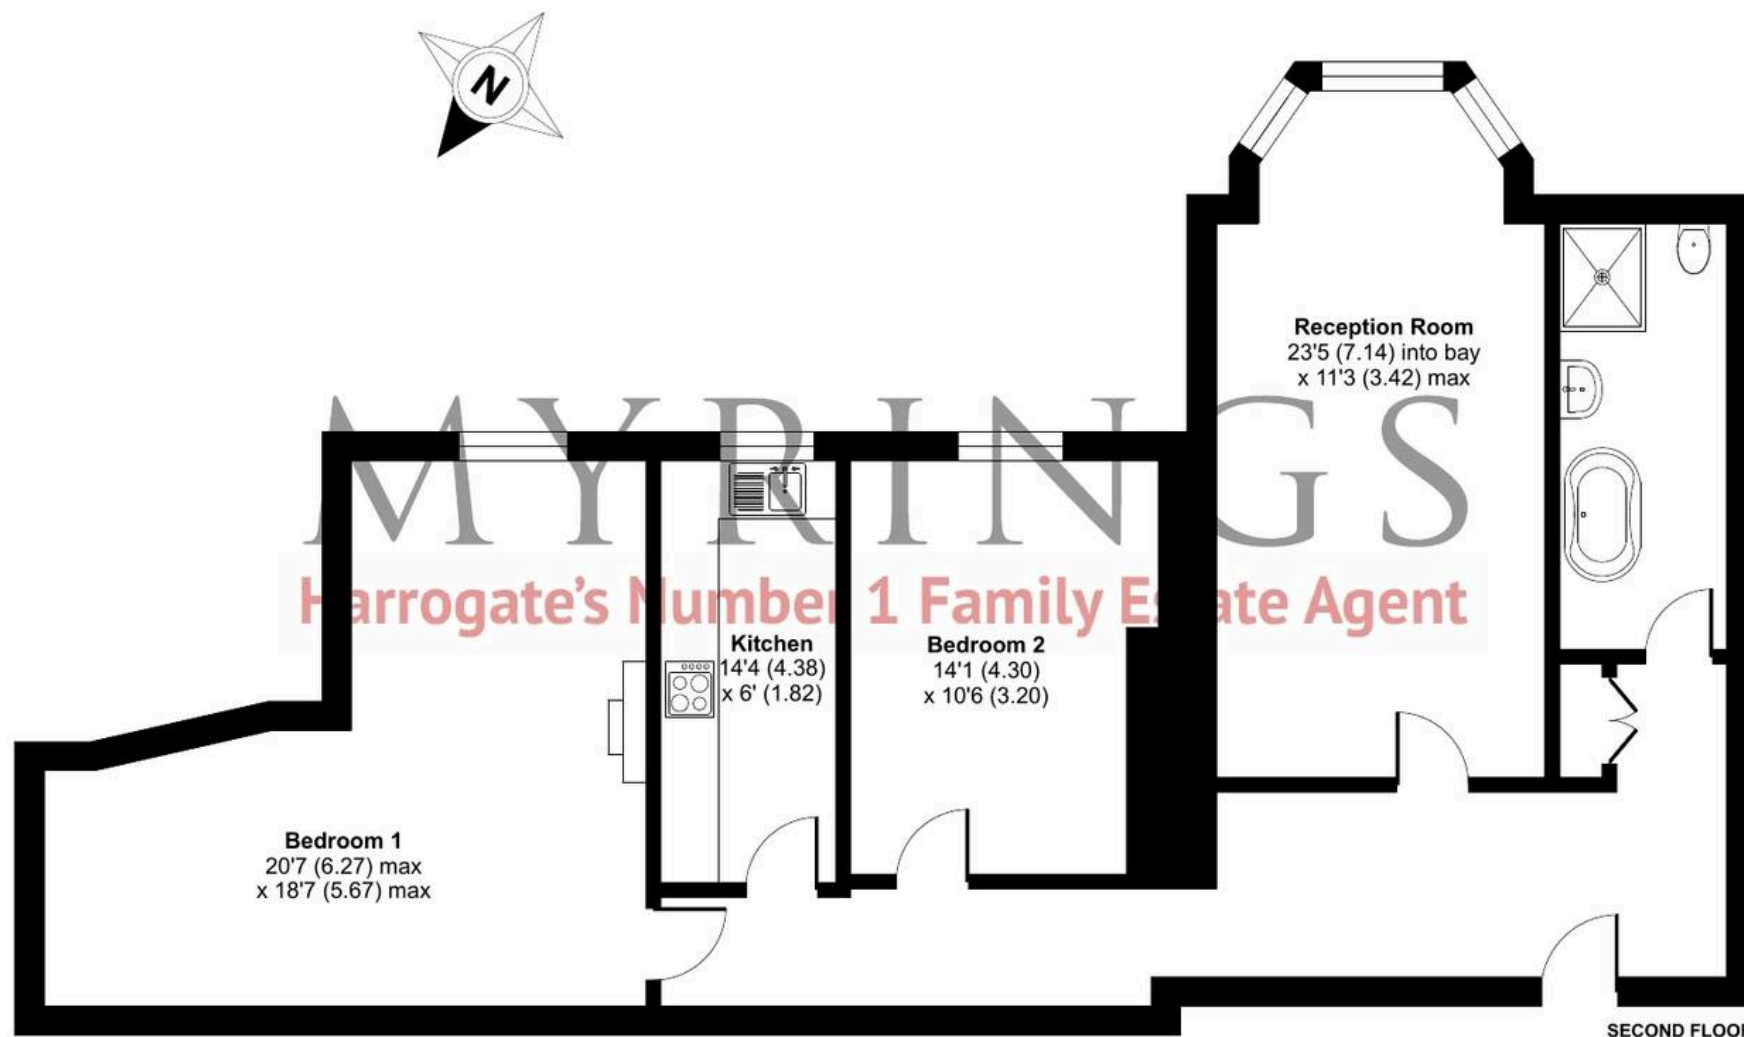 N
Reception Room
23'5 (7.14) into bay
x 11'3 (3.42) max
MYRINGS
Harrogate's Number 1 Family Estate Agent
Kitchen
14'4 (4.38)
x 6' (1.82)
Bedroom 2
14'1 (4.30)
x 10'6 (3.20)
Bedroom 1
20'7 (6.27) max
x 18'7 (5.67) max
SECOND FLOOR